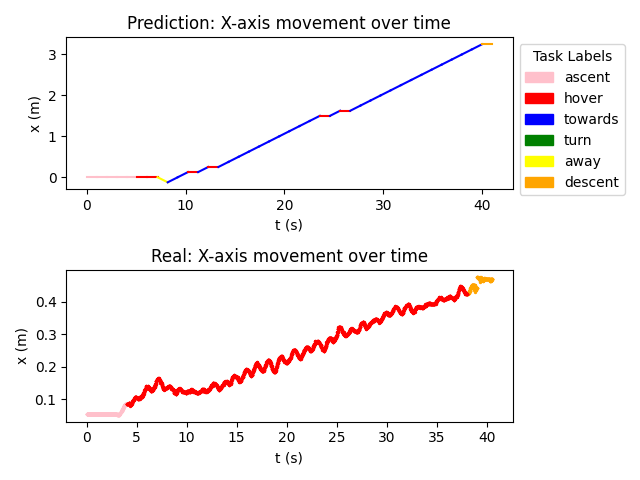 Prediction: X-axis movement over time
x (m)
3
2
1
0
0 10 20 30 40
t (s)
Task Labels
ascent
hover
towards
turn
away
descent
Real: X-axis movement over time
x (m)
0.4
0.3
0.2
0.1
0 5 10 15 20 25 30 35 40
t (s)